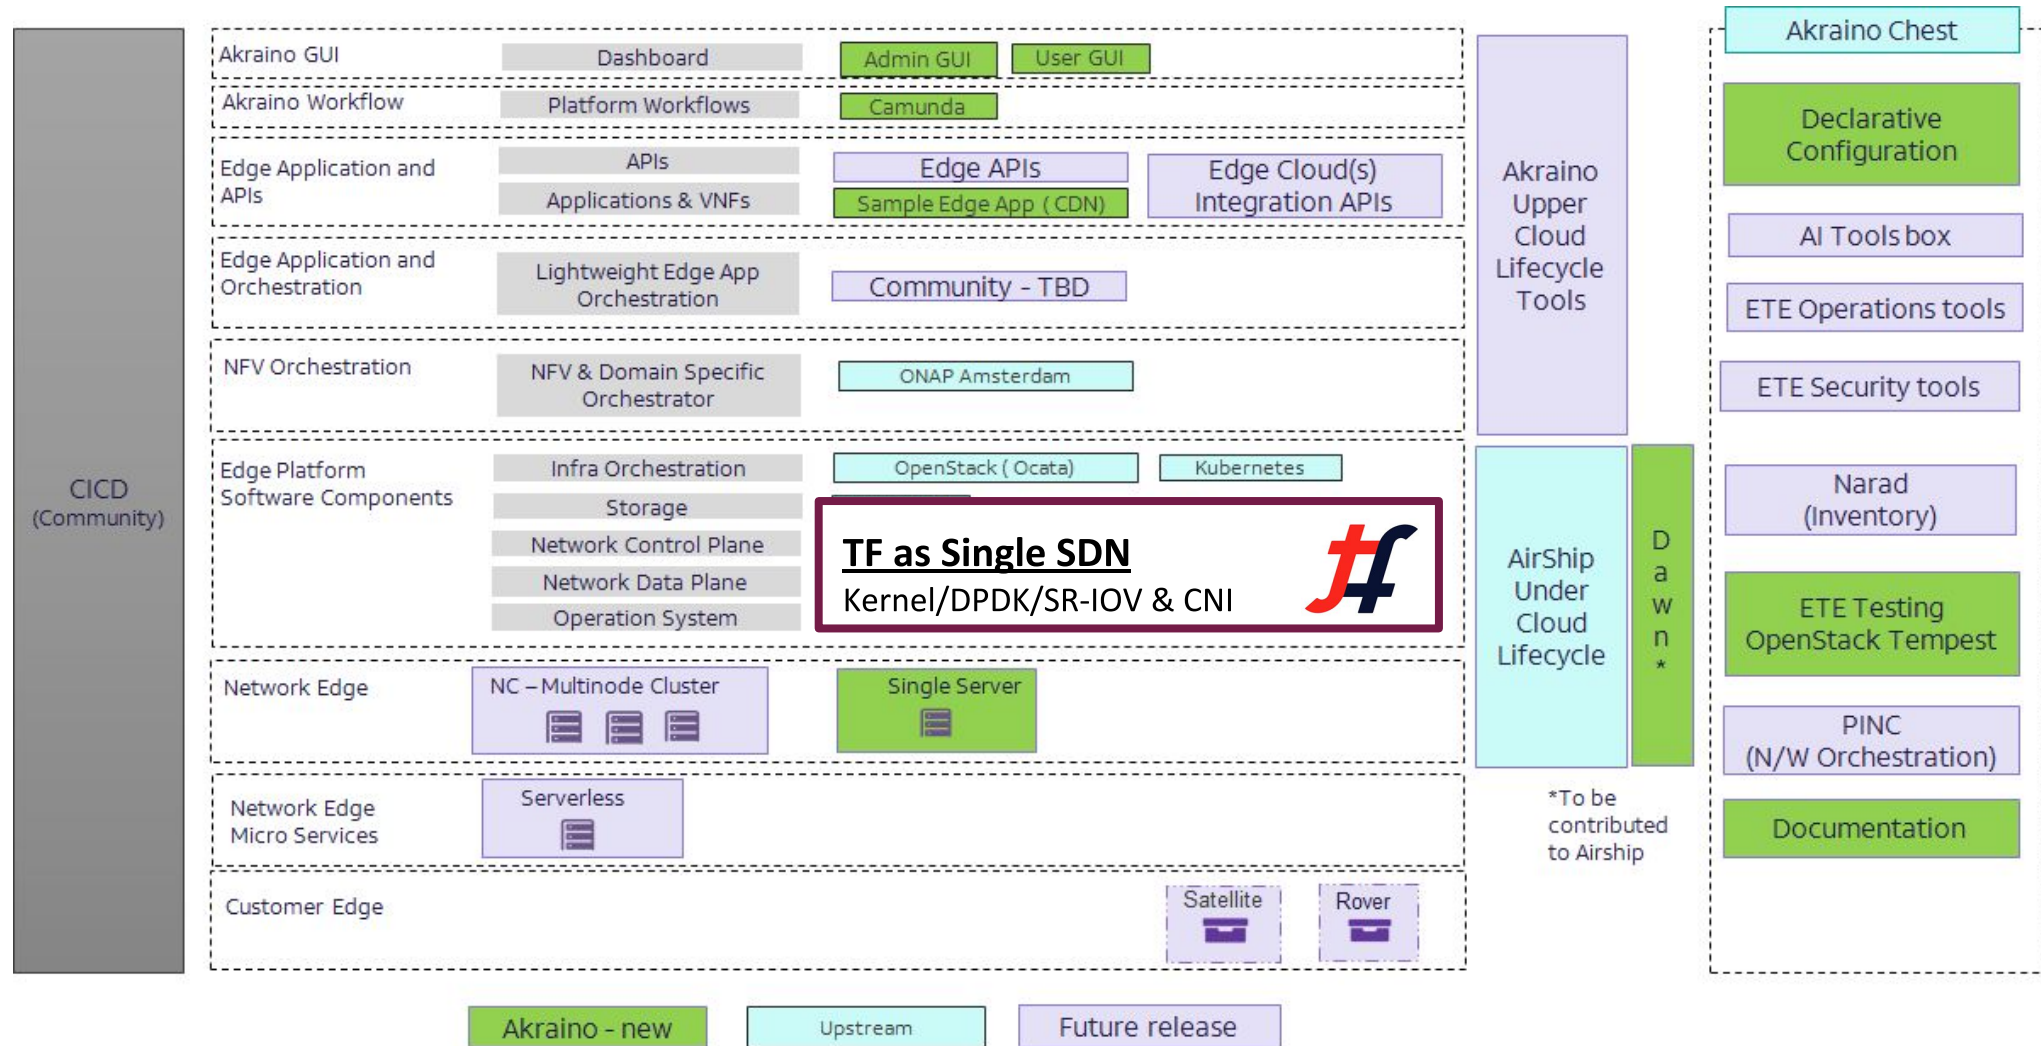 CICD
(Community)
Akraino GUI
Dashboard
Admin GUI
User GUI
Akraino Workflow
Platform Workflows
Camunda
Edge Application and
APIs
APIs
Applications & VNFs
Edge APIs
Sample Edge App ( CDN)
Edge Cloud(s)
Integration APIs
Edge Application and
Orchestration
Lightweight Edge App
Orchestration
Community - TBD
NFV Orchestration
NFV & Domain Specific
Orchestrator
ONAP Amsterdam
Edge Platform
Software Components
Infra Orchestration
Storage
Network Control Plane
Network Data Plane
Operation System
OpenStack ( Ocata)
Kubernetes
TF as Single SDN
Kernel/DPDK/SR-IOV & CNI
tf
Network Edge
NC – Multinode Cluster
Single Server
Network Edge
Micro Services
Serverless
Customer Edge
Satellite
Rover
Akraino
Upper
Cloud
Lifecycle
Tools
AirShip
Under
Cloud
Lifecycle
D
a
w
n
*
*To be
contributed
to Airship
Akraino Chest
Declarative
Configuration
AI Tools box
ETE Operations tools
ETE Security tools
Narad
(Inventory)
ETE Testing
OpenStack Tempest
PINC
(N/W Orchestration)
Documentation
Akraino - new
Upstream
Future release